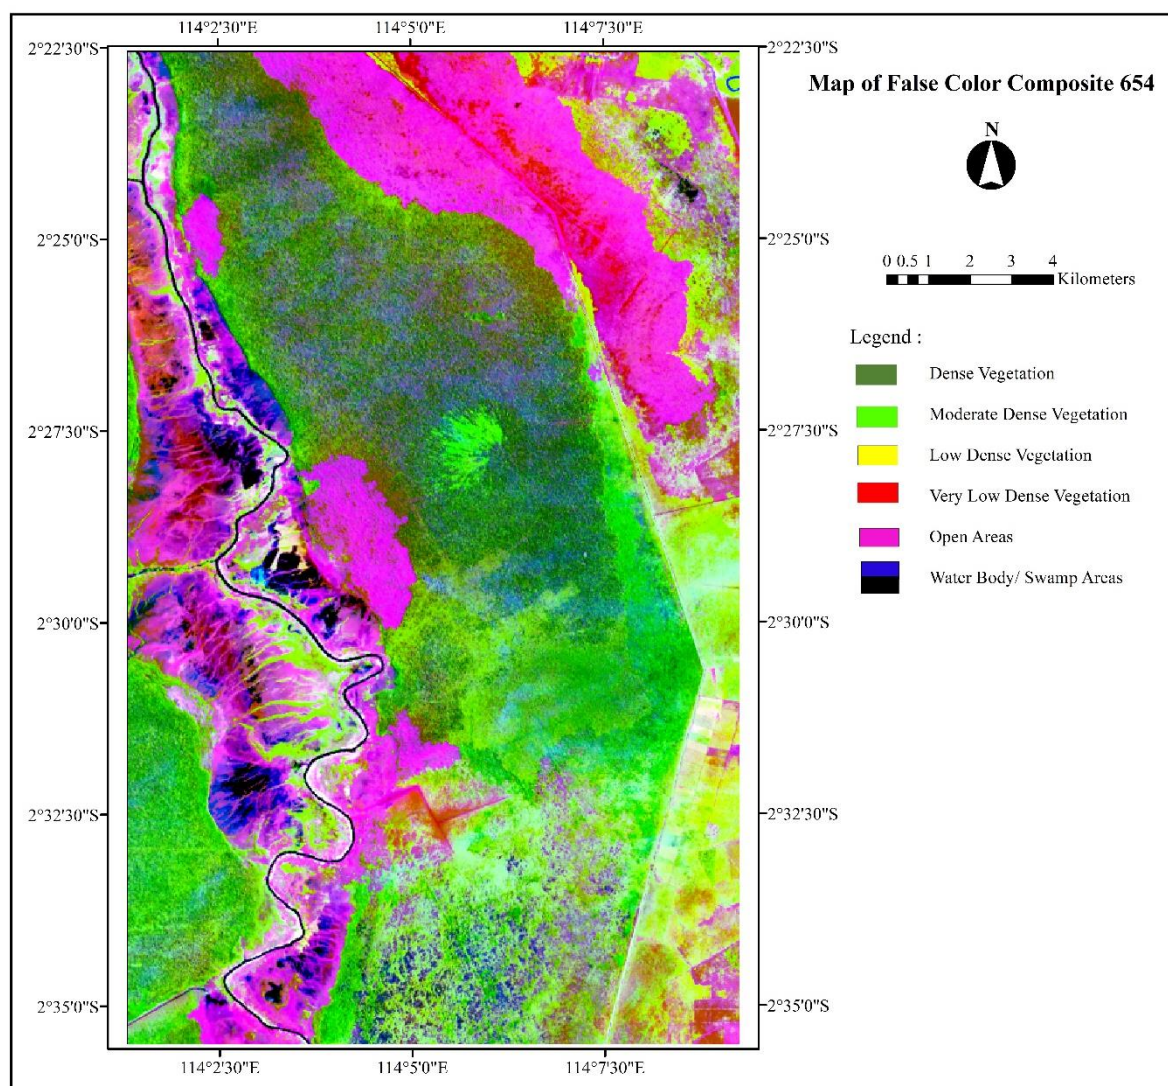 114°2'30"E 114°5'0"E 114°7'30"E
2°22'30"S 2°22'30"S
Map of False Color Composite 654
N
2°25'0"S 2°25'0"S
0 0.5 1 2 3 4
Kilometers
Legend :
Dense Vegetation
Moderate Dense Vegetation
2°27'30"S 2°27'30"S
Low Dense Vegetation
Very Low Dense Vegetation
Open Areas
Water Body/ Swamp Areas
2°30'0"S 2°30'0"S
2°32'30"S 2°32'30"S
2°35'0"S 2°35'0"S
114°2'30"E 114°5'0"E 114°7'30"E